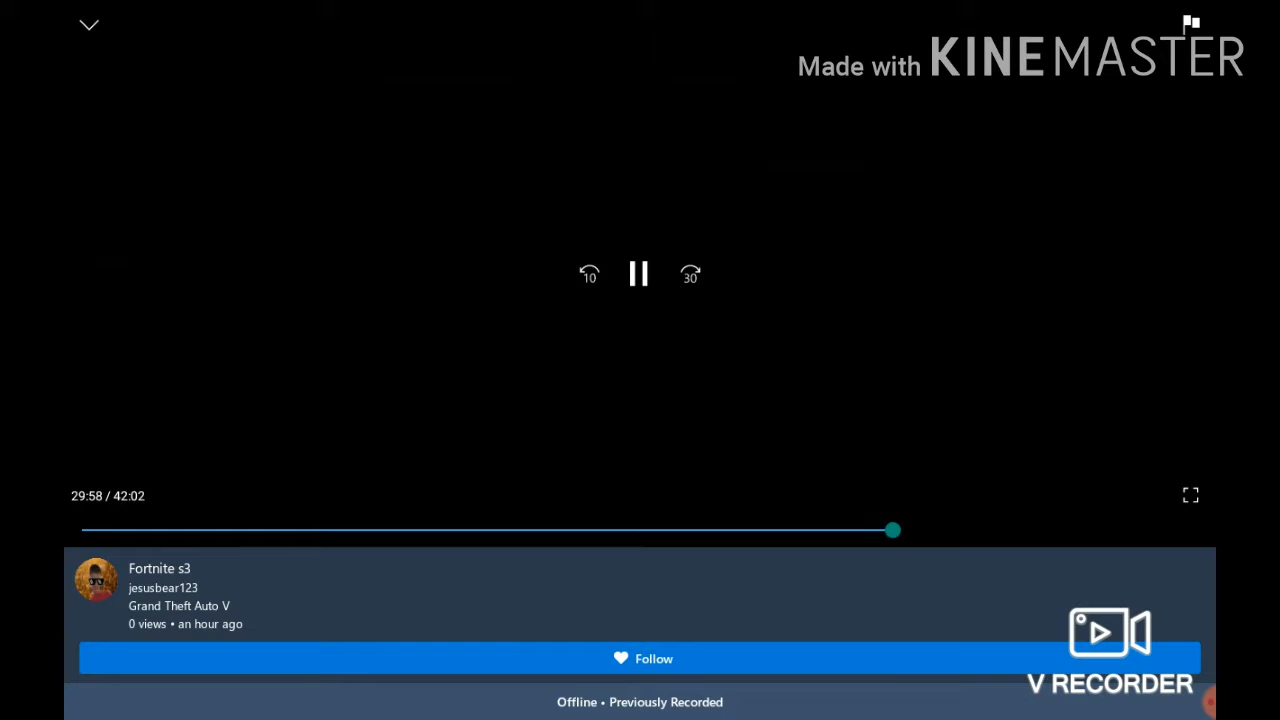 Made with KINEMASTER
10
30
29:58 / 42:02
Fortnite s3
jesusbear123
Grand Theft Auto V
0 views • an hour ago
Follow
V RECORDER
Offline • Previously Recorded